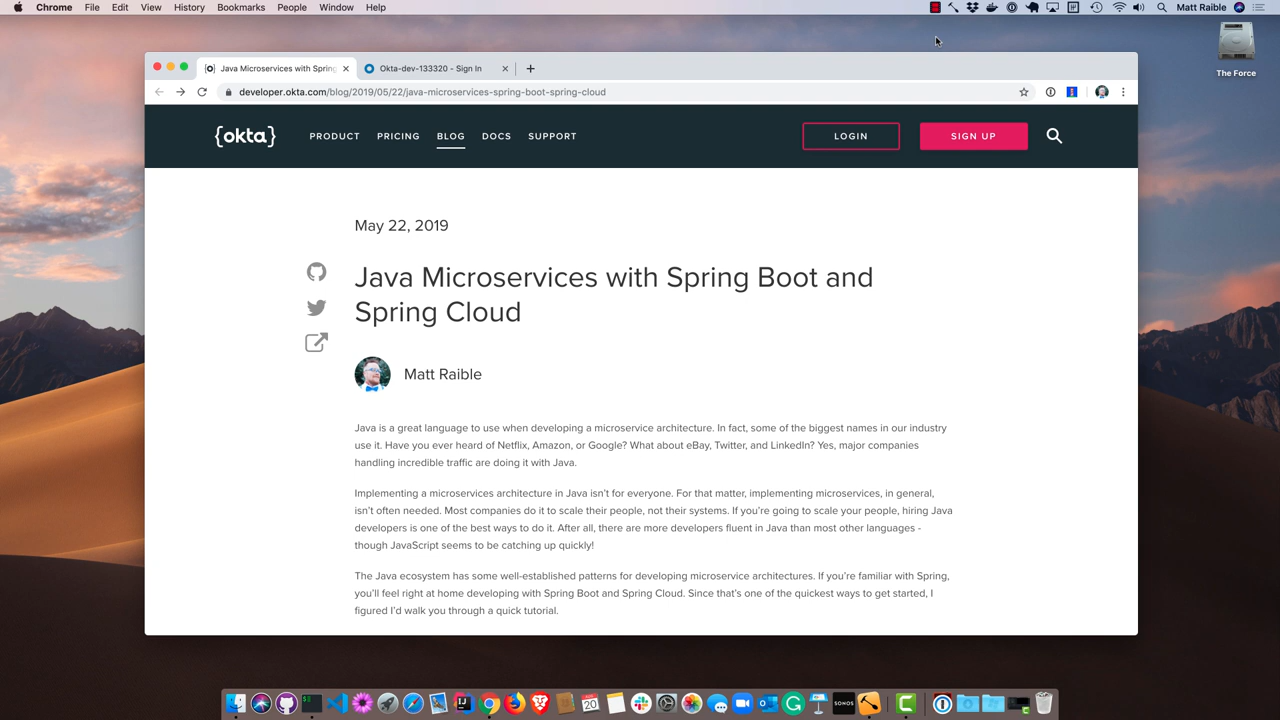 Chrome File Edit View History Bookmarks People Window Help Matt Raible
The Force
Java Microservices with Spring
Okta-dev-133320 - Sign In
developer.okta.com/blog/2019/05/22/java-microservices-spring-boot-spring-cloud
{okta} PRODUCT PRICING BLOG DOCS SUPPORT LOGIN SIGN UP
May 22, 2019
Java Microservices with Spring Boot and
Spring Cloud
Matt Raible
Java is a great language to use when developing a microservice architecture. In fact, some of the biggest names in our industry
use it. Have you ever heard of Netflix, Amazon, or Google? What about eBay, Twitter, and LinkedIn? Yes, major companies
handling incredible traffic are doing it with Java.
Implementing a microservices architecture in Java isn't for everyone. For that matter, implementing microservices, in general,
isn't often needed. Most companies do it to scale their people, not their systems. If you're going to scale your people, hiring Java
developers is one of the best ways to do it. After all, there are more developers fluent in Java than most other languages -
though JavaScript seems to be catching up quickly!
The Java ecosystem has some well-established patterns for developing microservice architectures. If you're familiar with Spring,
you'll feel right at home developing with Spring Boot and Spring Cloud. Since that's one of the quickest ways to get started, I
figured I'd walk you through a quick tutorial.
20
SONOS